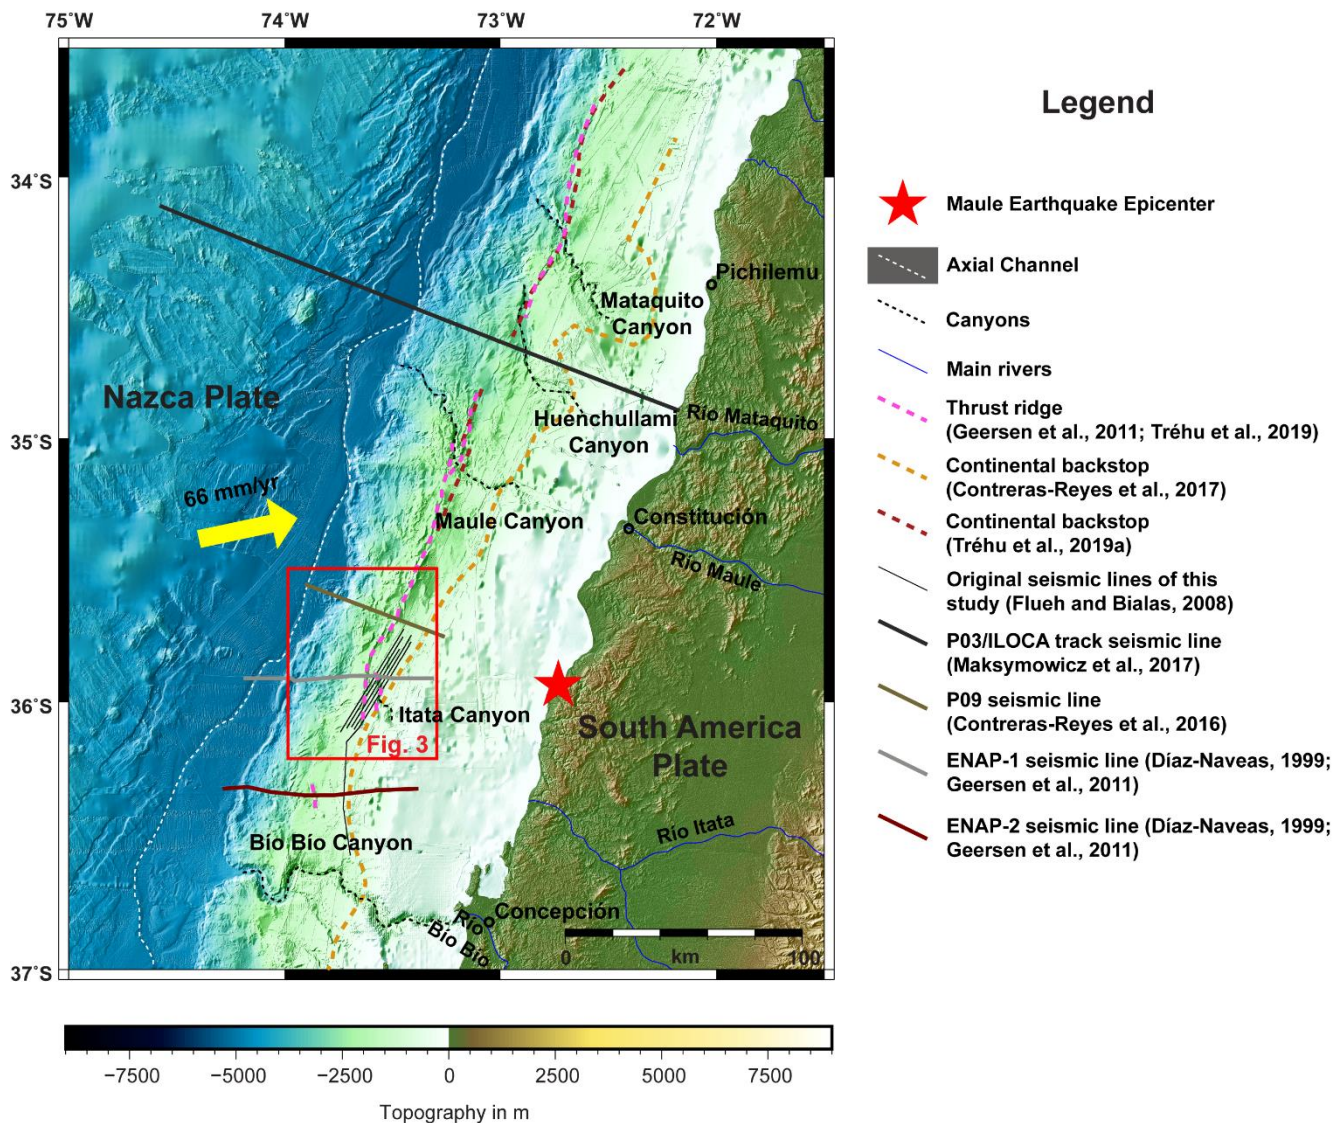 75°W 74°W 73°W 72°W
34°S
35°S
36°S
37°S
Pichilemu
Mataquito
Canyon
Nazca Plate
Huenchullami
Canyon
Río Mataquito
66 mm/yr
Maule Canyon
Constitución
Río Maule
Itata Canyon
Fig. 3
South America
Plate
Río Itata
Bío Bío Canyon
Concepción
Río
Bío Bío
0 km 100
−7500 −5000 −2500 0 2500 5000 7500
Topography in m
Legend
Maule Earthquake Epicenter
Axial Channel
Canyons
Main rivers
Thrust ridge
(Geersen et al., 2011; Tréhu et al., 2019)
Continental backstop
(Contreras-Reyes et al., 2017)
Continental backstop
(Tréhu et al., 2019a)
Original seismic lines of this
study (Flueh and Bialas, 2008)
P03/ILOCA track seismic line
(Maksymowicz et al., 2017)
P09 seismic line
(Contreras-Reyes et al., 2016)
ENAP-1 seismic line (Díaz-Naveas, 1999;
Geersen et al., 2011)
ENAP-2 seismic line (Díaz-Naveas, 1999;
Geersen et al., 2011)